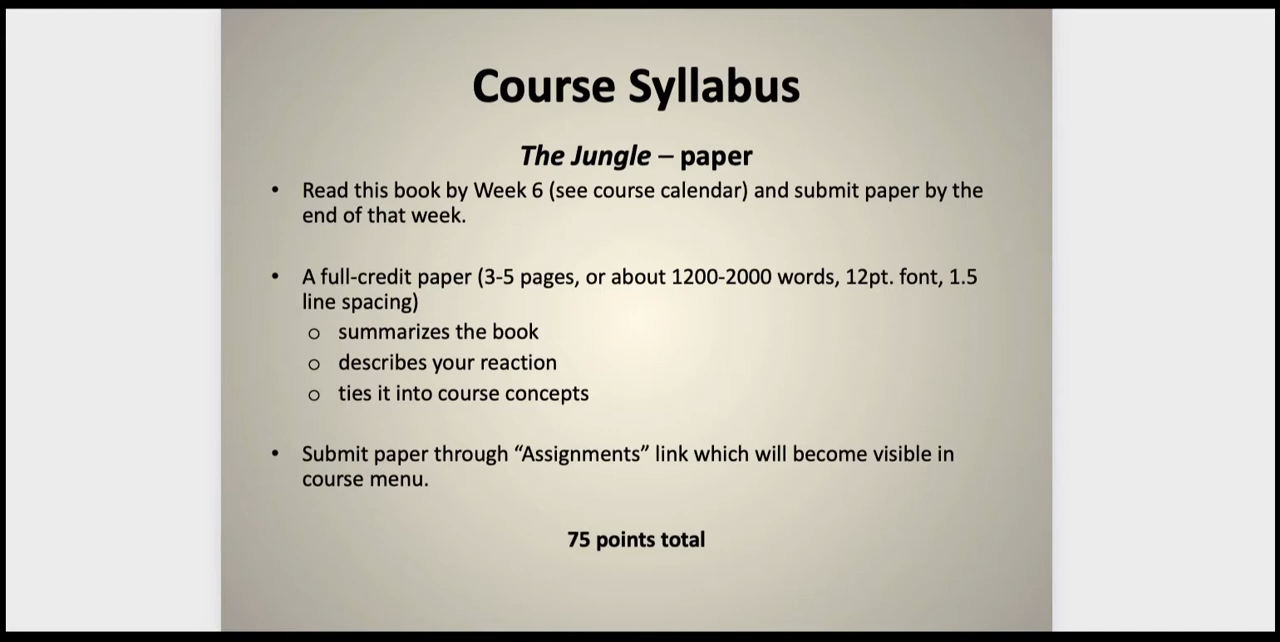 Course Syllabus
The Jungle – paper
• Read this book by Week 6 (see course calendar) and submit paper by the
end of that week.
• A full-credit paper (3-5 pages, or about 1200-2000 words, 12pt. font, 1.5
line spacing)
o summarizes the book
o describes your reaction
o ties it into course concepts
• Submit paper through “Assignments” link which will become visible in
course menu.
75 points total